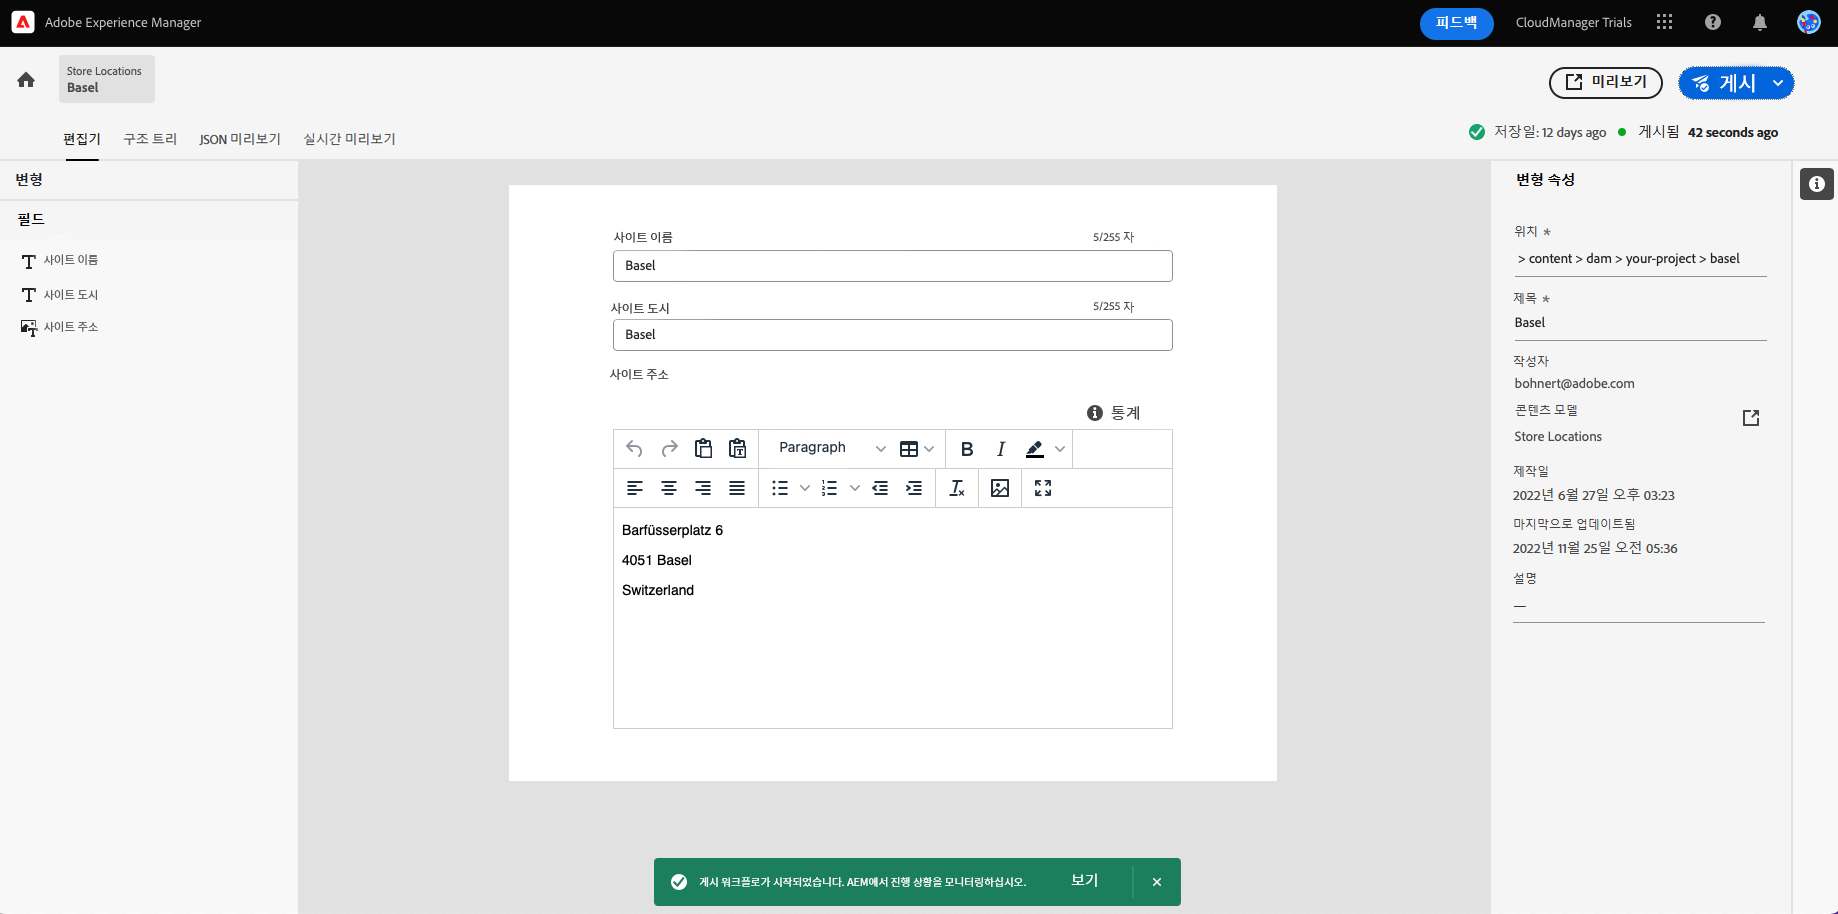 Adobe Experience Manager
피드백
CloudManager Trials
Store Locations
Basel
미리보기
게시
편집기
구조 트리
JSON 미리보기
실시간 미리보기
저장일: 12 days ago
게시됨 42 seconds ago
변형
필드
사이트 이름
사이트 도시
사이트 주소
사이트 이름
5/255 자
Basel
사이트 도시
5/255 자
Basel
사이트 주소
통계
Paragraph
Barfüsserplatz 6
4051 Basel
Switzerland
변형 속성
위치 *
> content > dam > your-project > basel
제목 *
Basel
작성자
bohnert@adobe.com
콘텐츠 모델
Store Locations
제작일
2022년 6월 27일 오후 03:23
마지막으로 업데이트됨
2022년 11월 25일 오전 05:36
설명
—
게시 워크플로가 시작되었습니다. AEM에서 진행 상황을 모니터링하십시오.
보기